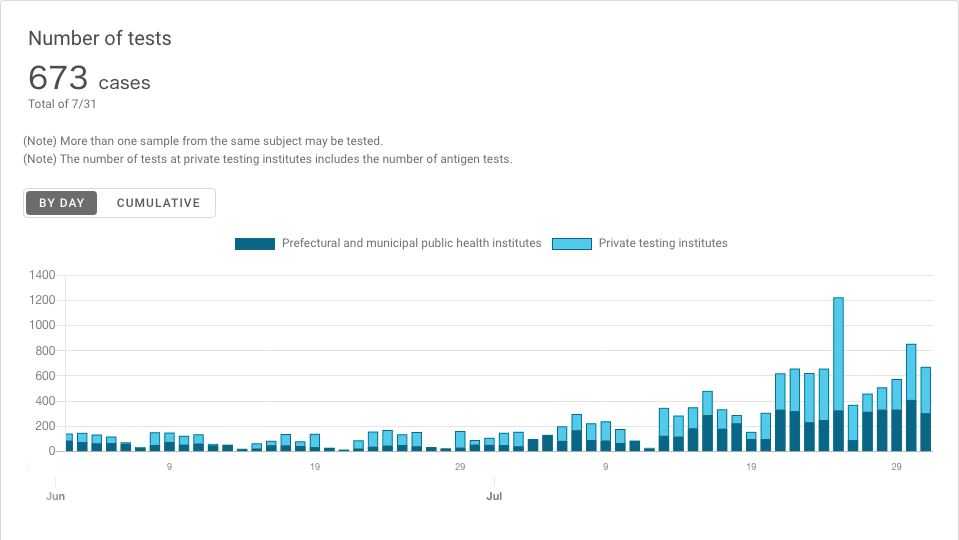 Number of tests
673 cases
Total of 7/31
(Note) More than one sample from the same subject may be tested.
(Note) The number of tests at private testing institutes includes the number of antigen tests.
BY DAY CUMULATIVE
Prefectural and municipal public health institutes Private testing institutes
1400
1200
1000
800
600
400
200
0
9 19 29 9 19 29
Jun Jul